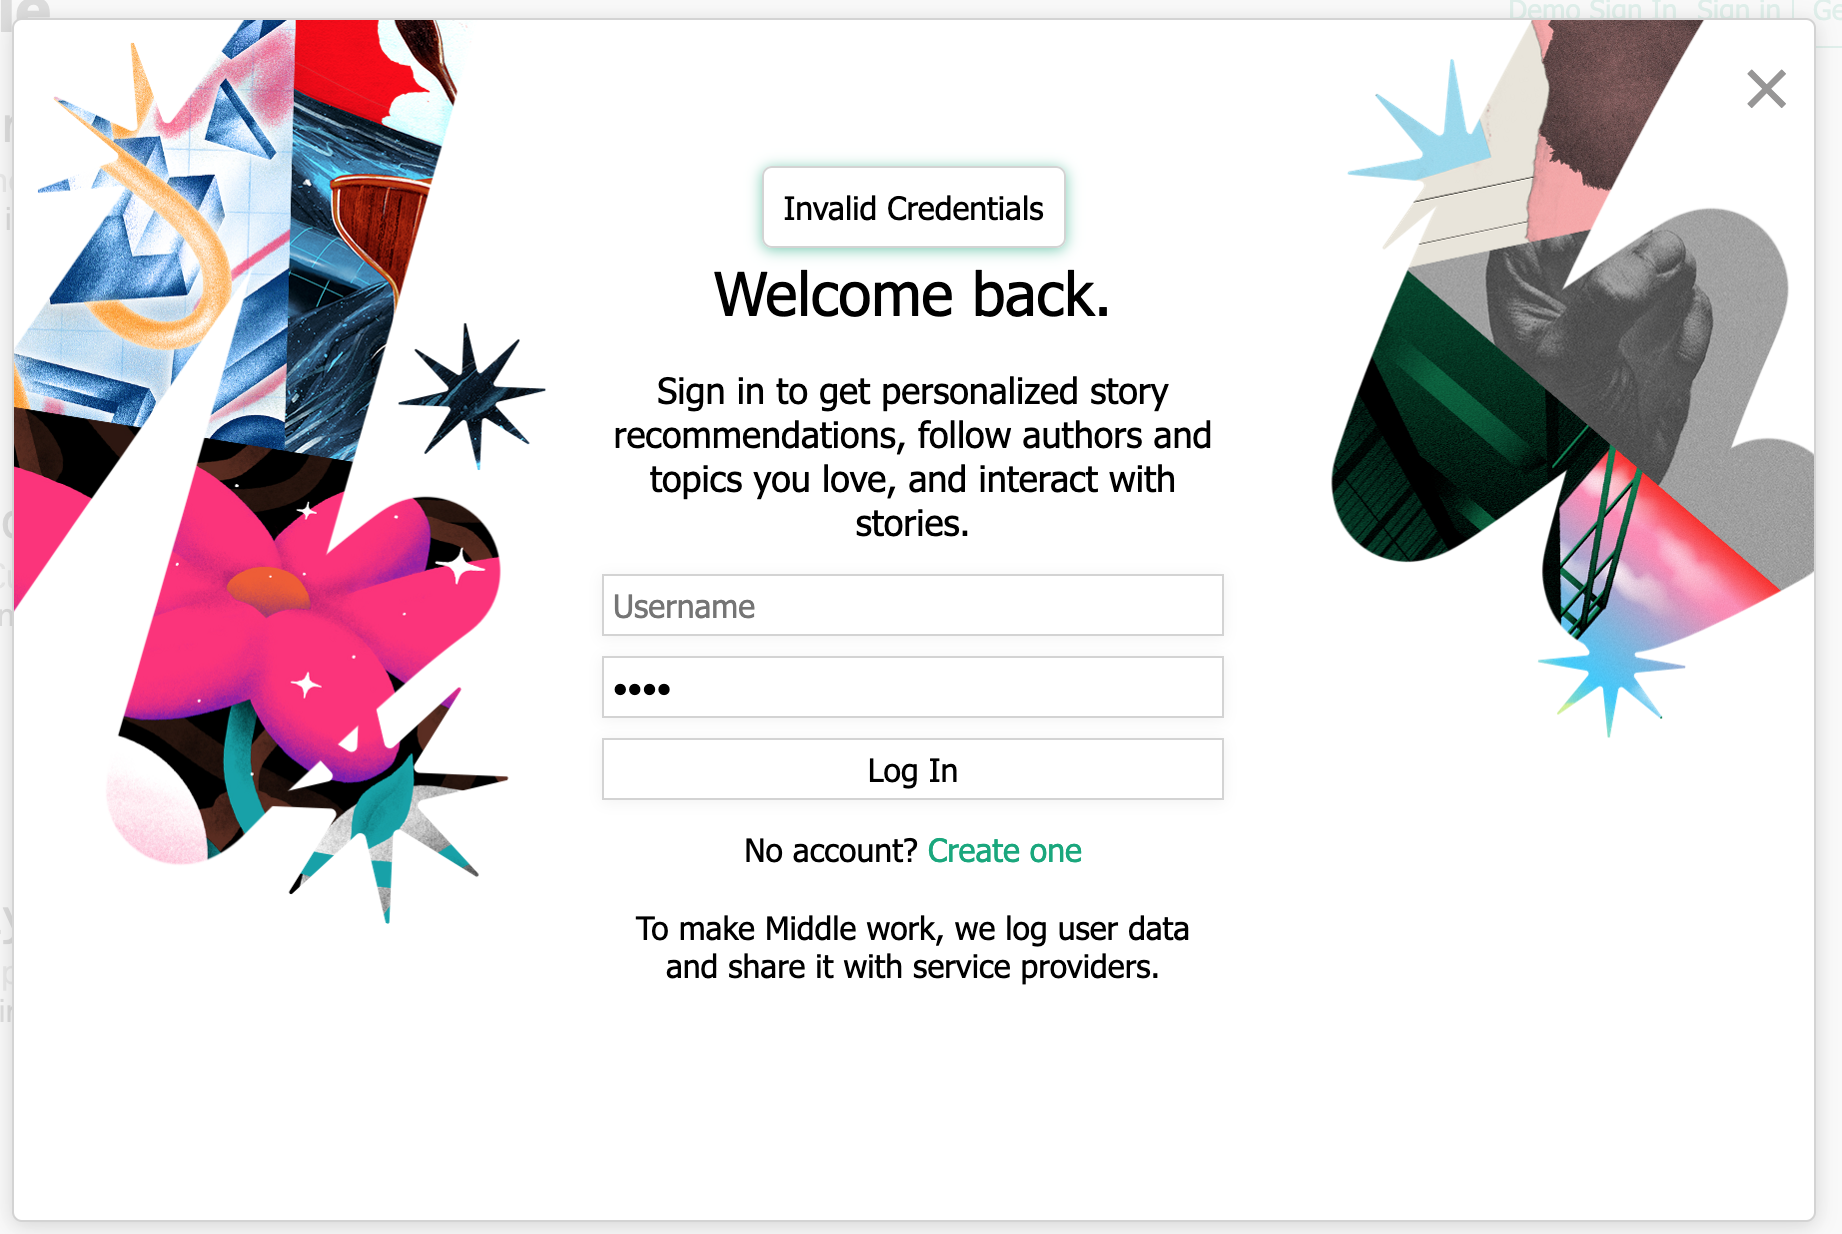 Demo Sign In Sign in Ge
Invalid Credentials
Welcome back.
Sign in to get personalized story
recommendations, follow authors and
topics you love, and interact with
stories.
Username
Log In
No account? Create one
To make Middle work, we log user data
and share it with service providers.